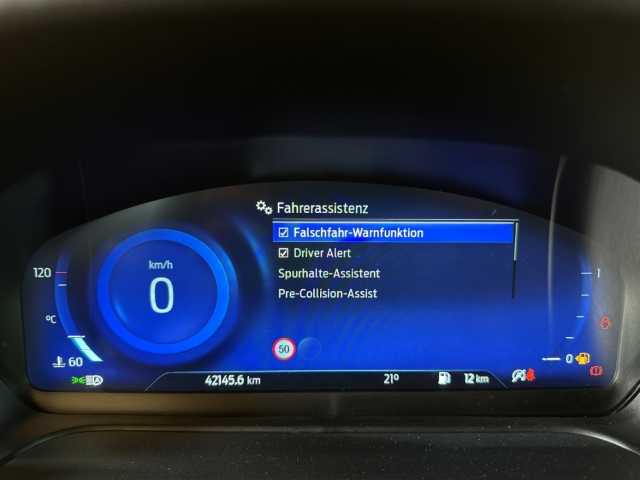 Fahrerassistenz
Falschfahr-Warnfunktion
Driver Alert
Spurhalte-Assistent
Pre-Collision-Assist
km/h
0
120
°C
60
50
1
0
42145.6 km
21°
12 km